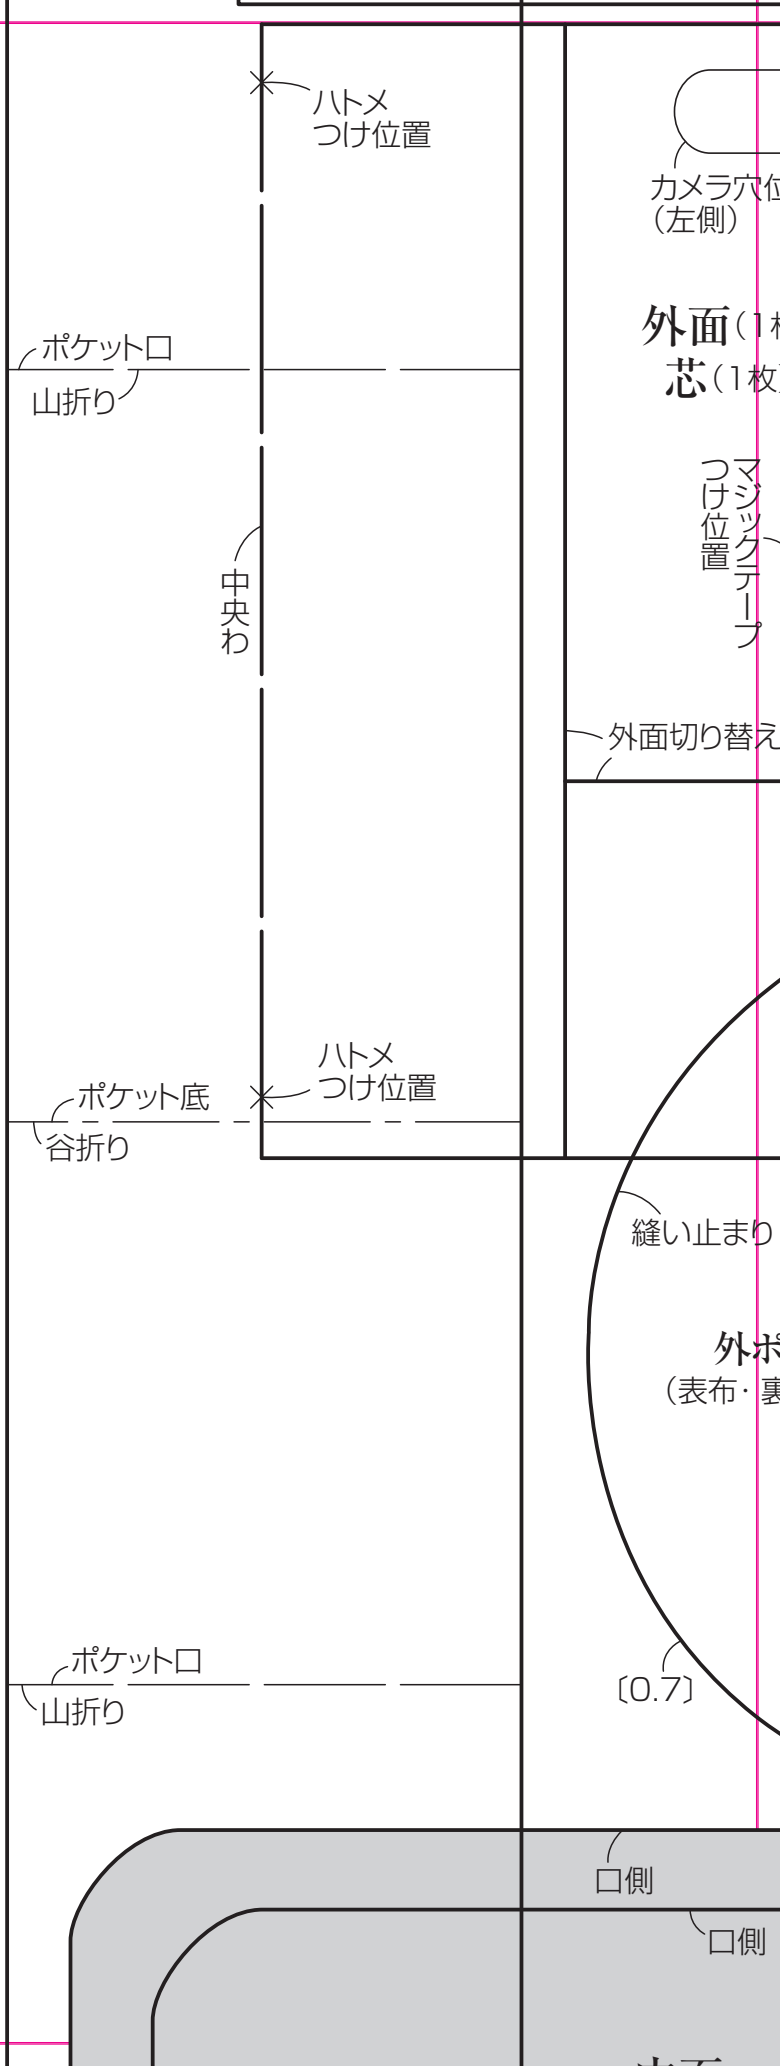 ハトメ
つけ位置
カメラ穴位
（左側）
外面（1枚
芯（1枚）
ポケット口
山折り
マジックテープ
つけ位置
中央わ
外面切り替え
ハトメ
つけ位置
ポケット底
谷折り
縫い止まり
外ポ
（表布・裏
ポケット口
山折り
〔0.7〕
口側
口側